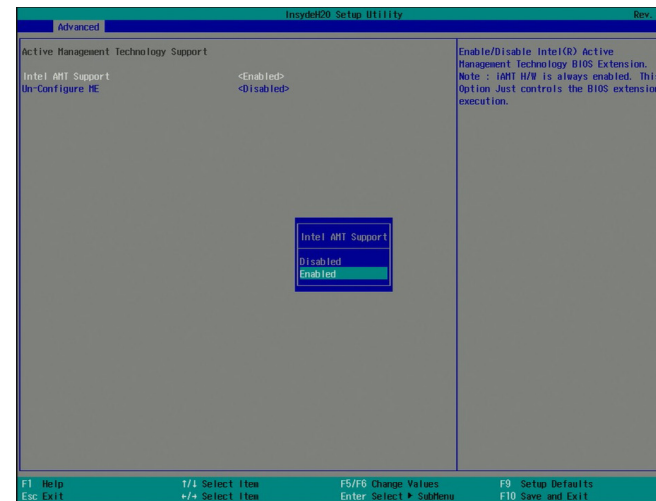 InsydeH20 Setup Utility Rev.
Advanced
Active Management Technology Support
Intel AMT Support <Enabled>
Un-Configure ME <Disabled>
Enable/Disable Intel(R) Active
Management Technology BIOS Extension.
Note : iAMT H/W is always enabled. This
Option Just controls the BIOS extension
execution.
Intel AMT Support
Disabled
Enabled
F1 Help ↑/↓ Select Item F5/F6 Change Values F9 Setup Defaults
Esc Exit ←/→ Select Item Enter Select ▶ SubMenu F10 Save and Exit